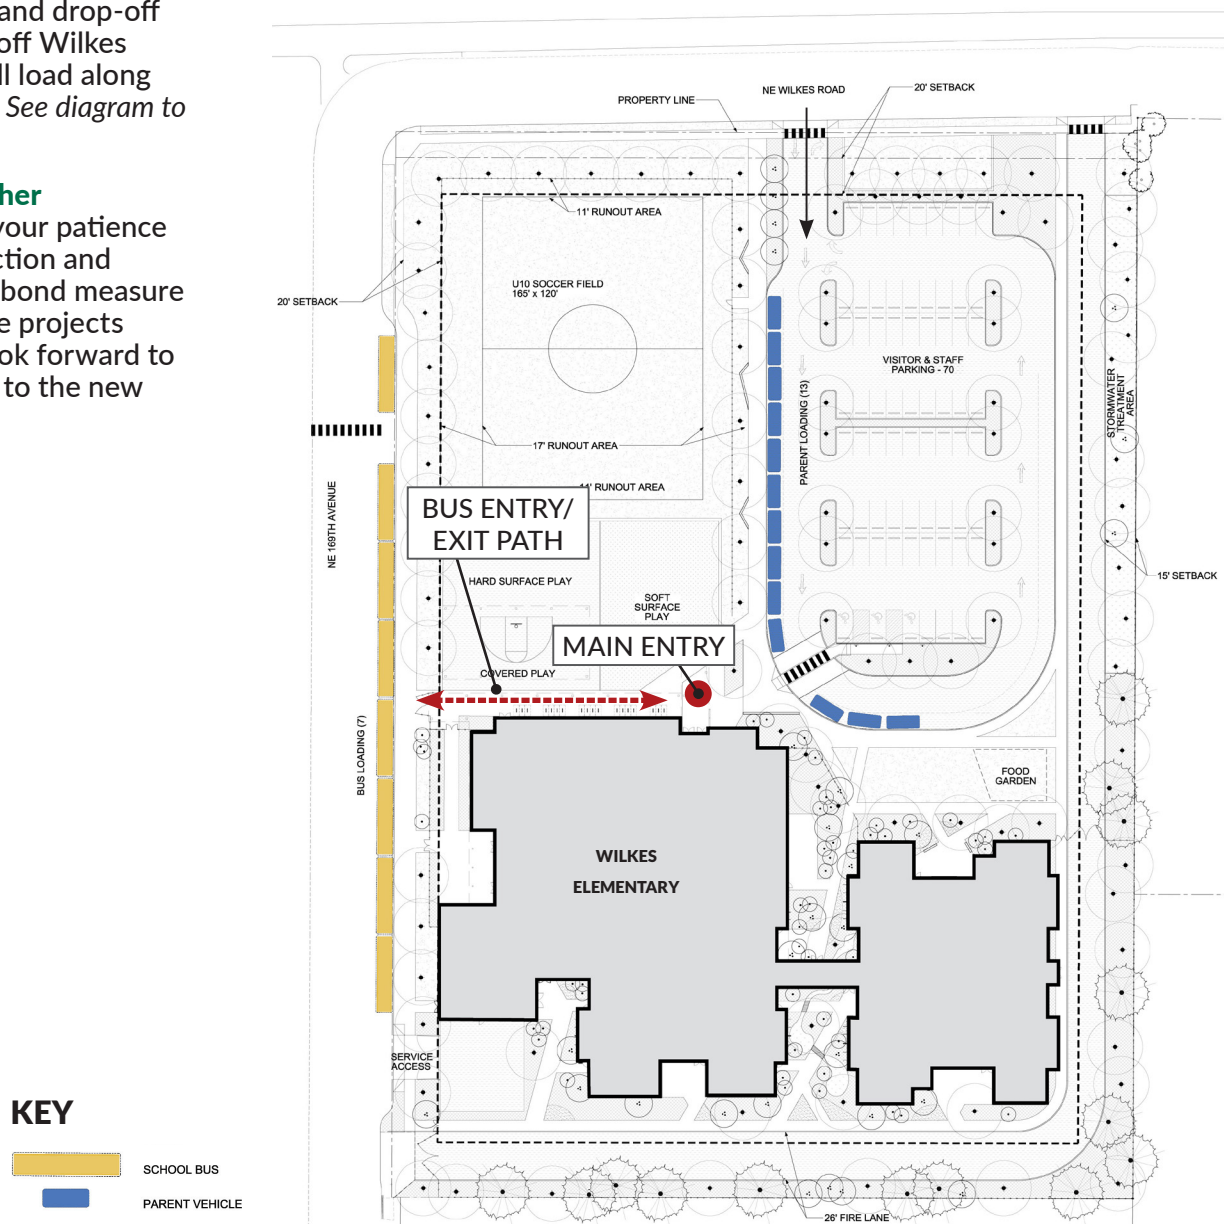 and drop-off
off Wilkes
ll load along
See diagram to
her
your patience
ction and
bond measure
e projects
ok forward to
to the new
PROPERTY LINE
NE WILKES ROAD
20' SETBACK
11' RUNOUT AREA
U10 SOCCER FIELD
165' x 120'
20' SETBACK
VISITOR & STAFF
PARKING - 70
PARENT LOADING (13)
STORMWATER
TREATMENT
AREA
17' RUNOUT AREA
11' RUNOUT AREA
NE 169TH AVENUE
BUS ENTRY/
EXIT PATH
HARD SURFACE PLAY
SOFT
SURFACE
PLAY
15' SETBACK
MAIN ENTRY
COVERED PLAY
BUS LOADING (7)
FOOD
GARDEN
WILKES
ELEMENTARY
SERVICE
ACCESS
26' FIRE LANE
KEY
SCHOOL BUS
PARENT VEHICLE